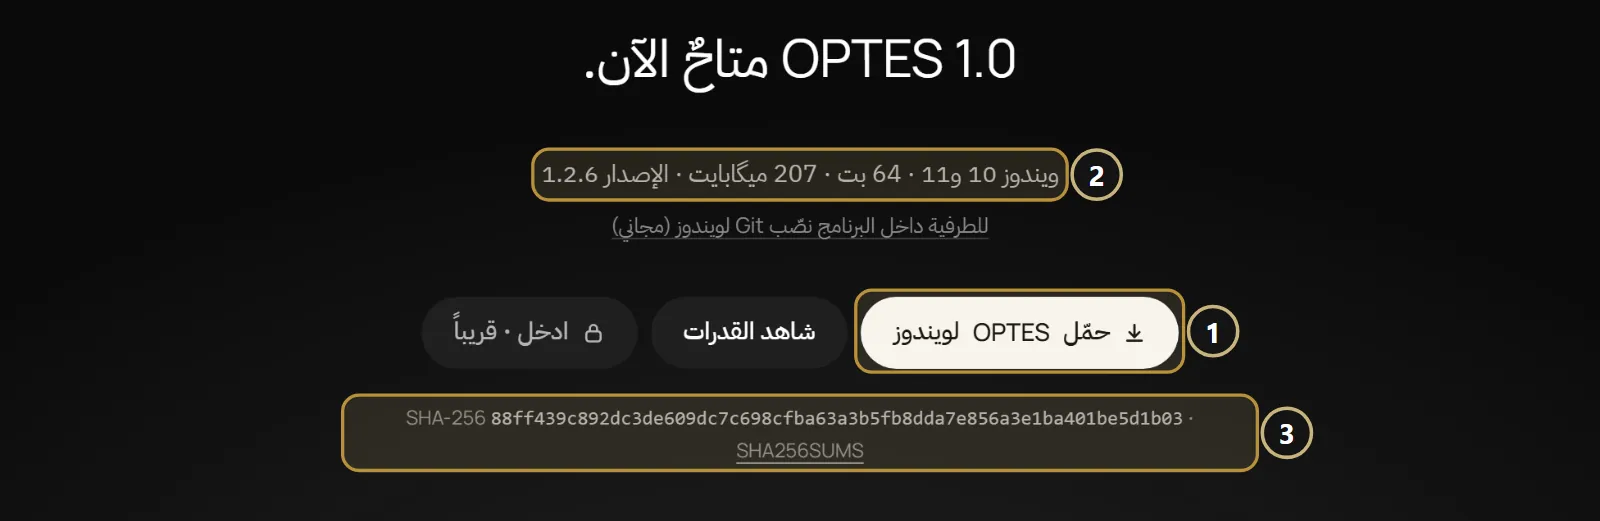 OPTES 1.0 متاحٌ الآن.
ويندوز 10 و11 · 64 بت · 207 ميگابايت · الإصدار 1.2.6
2
للطرفية داخل البرنامج نصّب Git لويندوز (مجاني)
حمّل OPTES لويندوز
1
شاهد القدرات
ادخل · قريباً
SHA-256 88ff439c892dc3de609dc7c698cfba63a3b5fb8dda7e856a3e1ba401be5d1b03 ·
SHA256SUMS
3